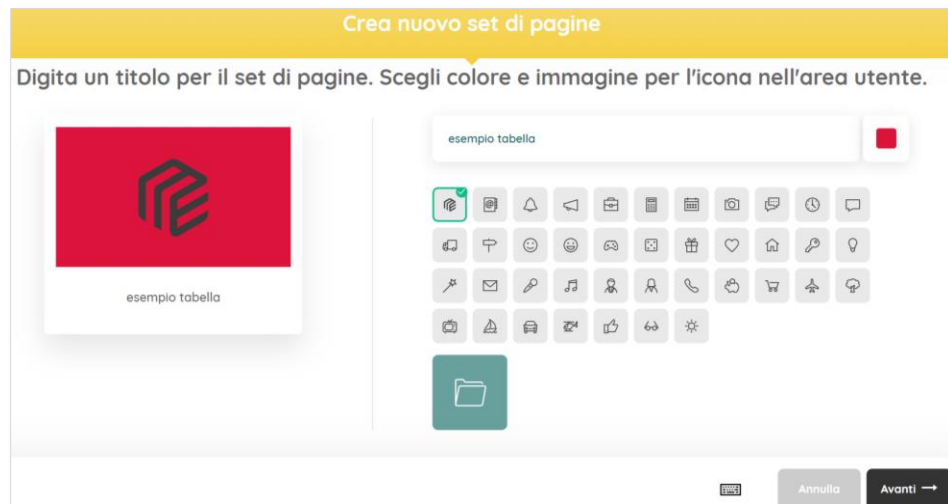 Crea nuovo set di pagine
Digita un titolo per il set di pagine. Scegli colore e immagine per l'icona nell'area utente.
esempio tabella
esempio tabella
Annulla
Avanti →